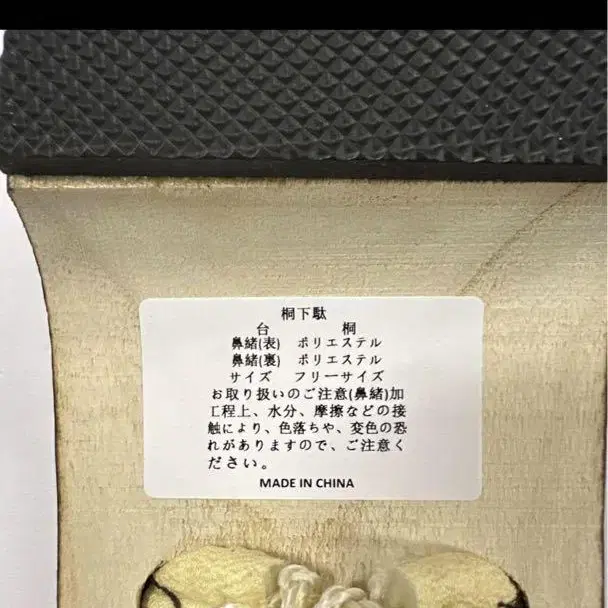 桐下駄
台 桐
鼻緒(表) ポリエステル
鼻緒(裏) ポリエステル
サイズ フリーサイズ
お取り扱いのご注意(鼻緒)加
工程上、水分、摩擦などの接
触により、色落ちや、変色の恐
れがありますので、ご注意く
ださい。
MADE IN CHINA